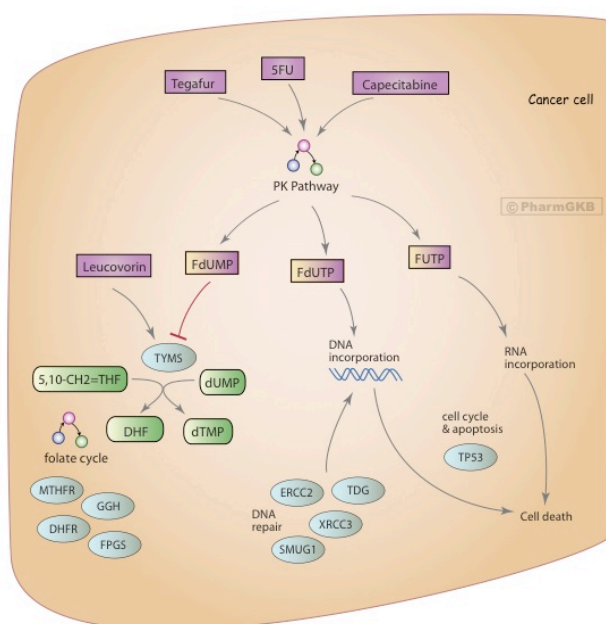 5FU
Tegafur
Capecitabine
Cancer cell
PK Pathway
©PharmGKB
Leucovorin
FdUMP
FdUTP
FUTP
TYMS
DNA
incorporation
RNA
incorporation
5,10-CH2=THF
dUMP
DHF
dTMP
cell cycle
& apoptosis
TP53
folate cycle
MTHFR
GGH
DHFR
FPGS
DNA
repair
ERCC2
TDG
XRCC3
SMUG1
Cell death